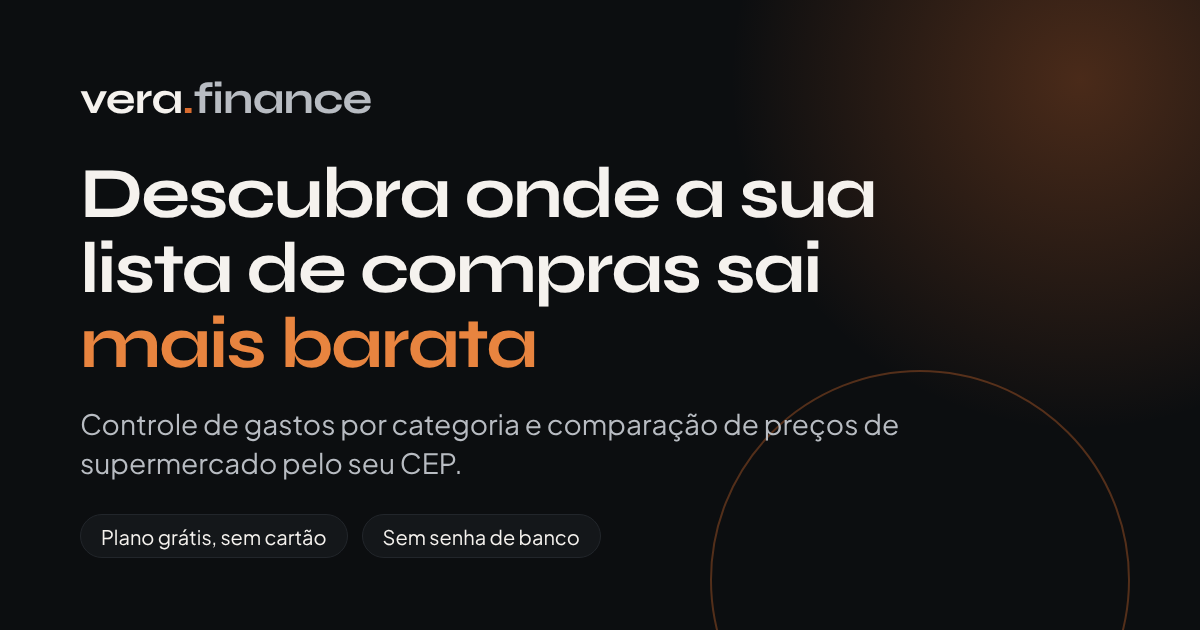 vera.finance
Descubra onde a sua
lista de compras sai
mais barata
Controle de gastos por categoria e comparação de preços de
supermercado pelo seu CEP.
Plano grátis, sem cartão
Sem senha de banco